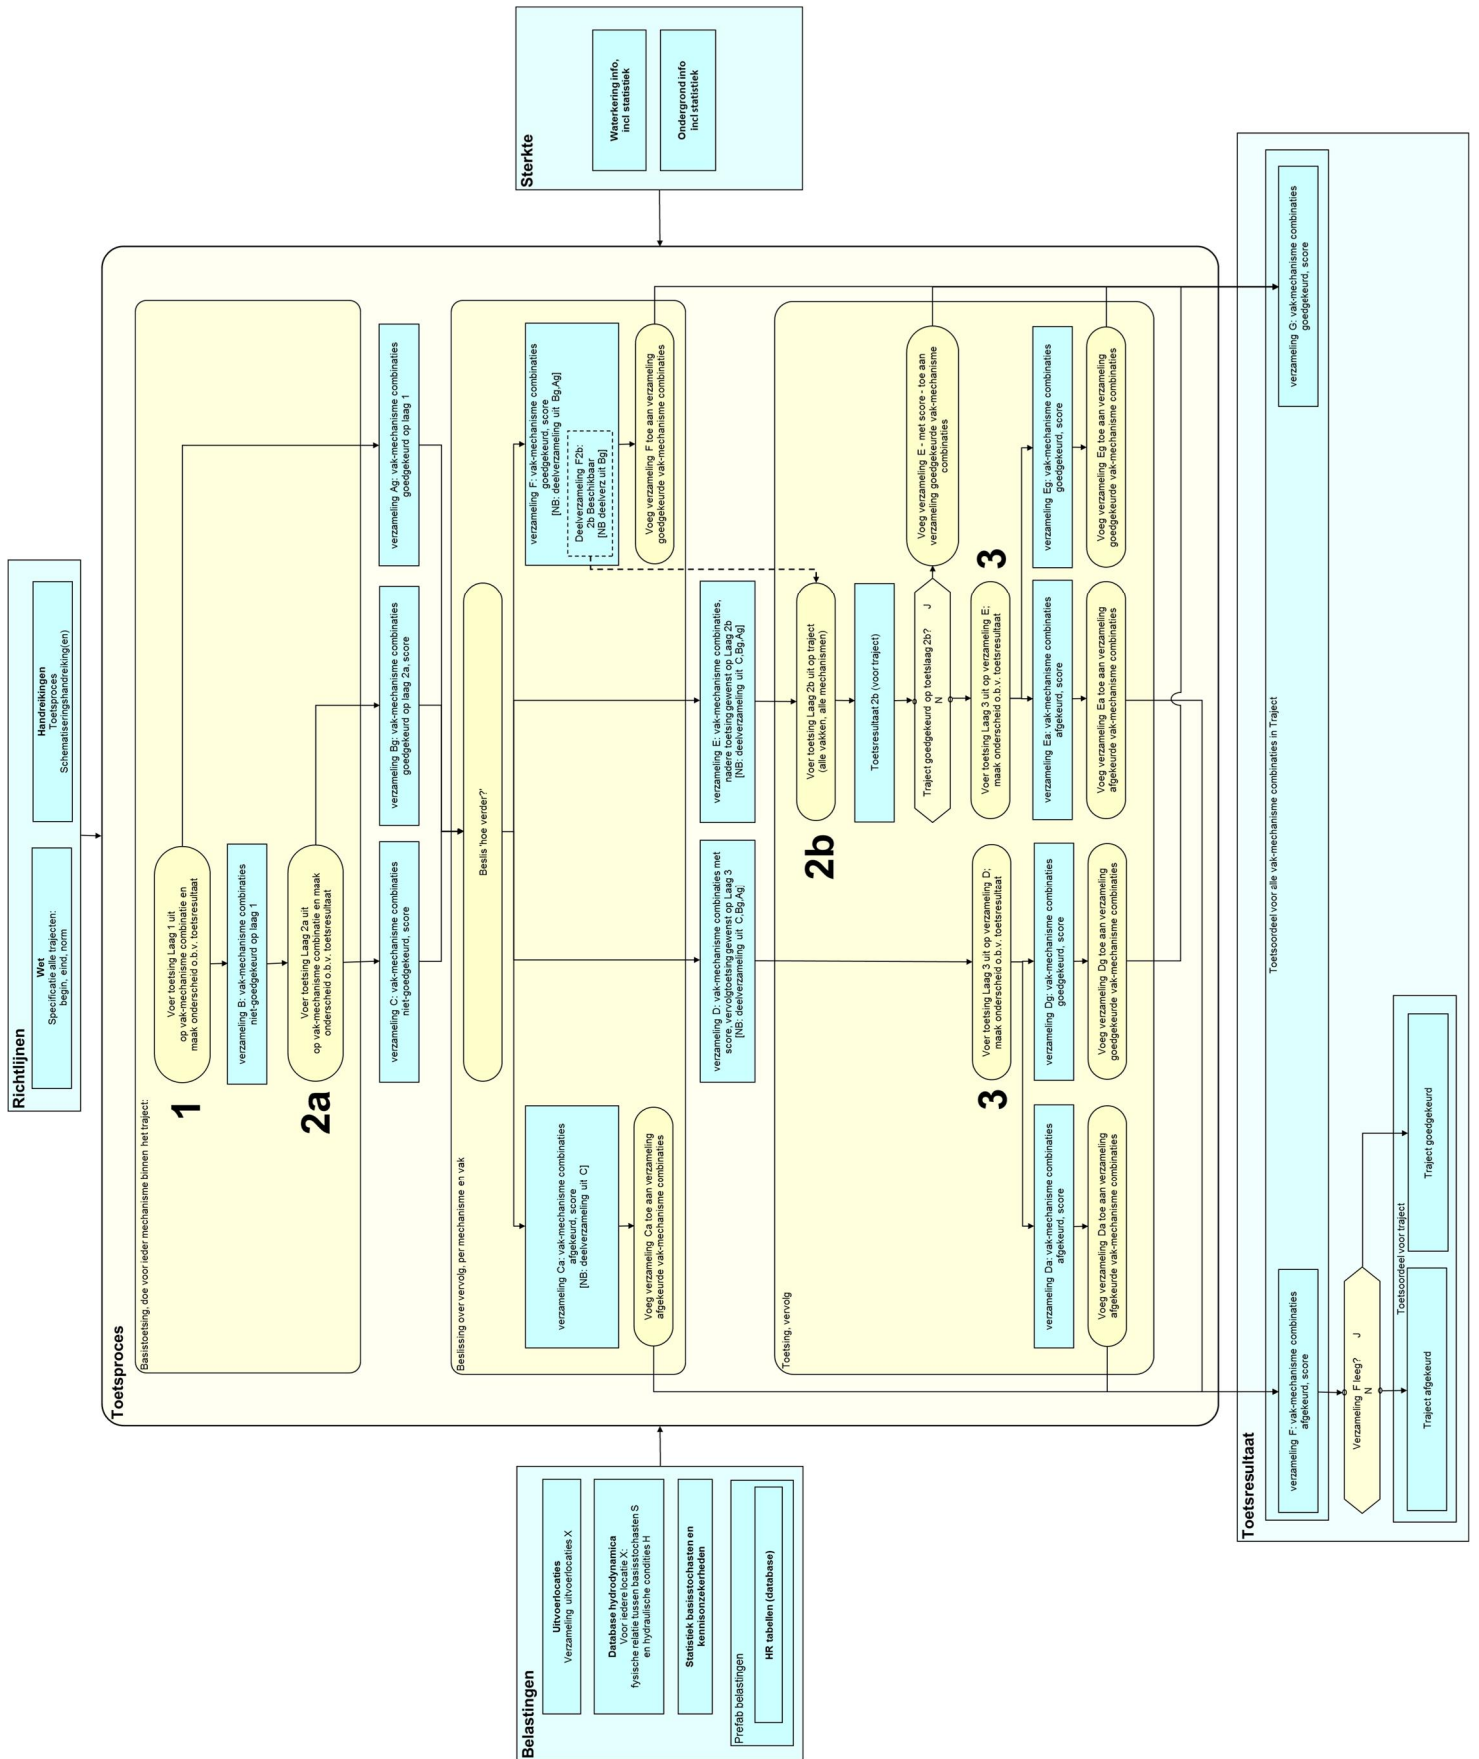 Richtlijnen
Wet
Specificatie alle trajecten:
begin, eind, norm
Handreikingen
Toetsproces
Schematiseringshandreiking(en)
Belastingen
Uitvoerlocaties
Verzameling uitvoerlocaties X
Database hydrodynamica
Voor iedere locatie X:
fysische relatie tussen basisstochasten S
en hydraulische condities H
Statistiek basisstochasten en
kennisonzekerheden
Prefab belastingen
HR tabellen (database)
Toetsproces
Basistoetsing, doe voor ieder mechanisme binnen het traject:
1
Voer toetsing Laag 1 uit
op vak-mechanisme combinatie en
maak onderscheid o.b.v. toetsresultaat
verzameling B: vak-mechanisme combinaties
niet-goedgekeurd op laag 1
2a
Voer toetsing Laag 2a uit
op vak-mechanisme combinatie en maak
onderscheid o.b.v. toetsresultaat
verzameling C: vak-mechanisme combinaties
niet-goedgekeurd, score
verzameling Bg: vak-mechanisme combinaties
goedgekeurd op laag 2a, score
verzameling Ag: vak-mechanisme combinaties
goedgekeurd op laag 1
Beslissing over vervolg, per mechanisme en vak
Beslis 'hoe verder?'
verzameling Ca: vak-mechanisme combinaties
afgekeurd, score
[NB: deelverzameling uit C]
Voeg verzameling Ca toe aan verzameling
afgekeurde vak-mechanisme combinaties
verzameling F: vak-mechanisme combinaties
goedgekeurd, score
[NB: deelverzameling uit Bg,Ag]
Deelverzameling F2b:
2b Beschikbaar
[NB deelverz uit Bg]
Voeg verzameling F toe aan verzameling
goedgekeurde vak-mechanisme combinaties
verzameling D: vak-mechanisme combinaties met
score, vervolgtoetsing gewenst op Laag 3
[NB: deelverzameling uit C,Bg,Ag]
verzameling E: vak-mechanisme combinaties,
nadere toetsing gewenst op Laag 2b
[NB: deelverzameling uit C,Bg,Ag]
Toetsing, vervolg
2b
Voer toetsing Laag 2b uit op traject
(alle vakken, alle mechanismen)
Toetsresultaat 2b (voor traject)
Traject goedgekeurd op toetslaag 2b?
J
N
Voeg verzameling E - met score - toe aan
verzameling goedgekeurde vak-mechanisme
combinaties
3
Voer toetsing Laag 3 uit op verzameling D;
maak onderscheid o.b.v. toetsresultaat
Voer toetsing Laag 3 uit op verzameling E;
maak onderscheid o.b.v. toetsresultaat
3
verzameling Da: vak-mechanisme combinaties
afgekeurd, score
verzameling Dg: vak-mechanisme combinaties
goedgekeurd, score
verzameling Ea: vak-mechanisme combinaties
afgekeurd, score
verzameling Eg: vak-mechanisme combinaties
goedgekeurd, score
Voeg verzameling Da toe aan verzameling
afgekeurde vak-mechanisme combinaties
Voeg verzameling Dg toe aan verzameling
goedgekeurde vak-mechanisme combinaties
Voeg verzameling Ea toe aan verzameling
afgekeurde vak-mechanisme combinaties
Voeg verzameling Eg toe aan verzameling
goedgekeurde vak-mechanisme combinaties
Sterkte
Waterkering info,
incl statistiek
Ondergrond info
incl statistiek
Toetsresultaat
verzameling F: vak-mechanisme combinaties
afgekeurd, score
Toetsoordeel voor alle vak-mechanisme combinaties in Traject
verzameling G: vak-mechanisme combinaties
goedgekeurd, score
Verzameling F leeg?
J
N
Toetsoordeel voor traject
Traject afgekeurd
Traject goedgekeurd